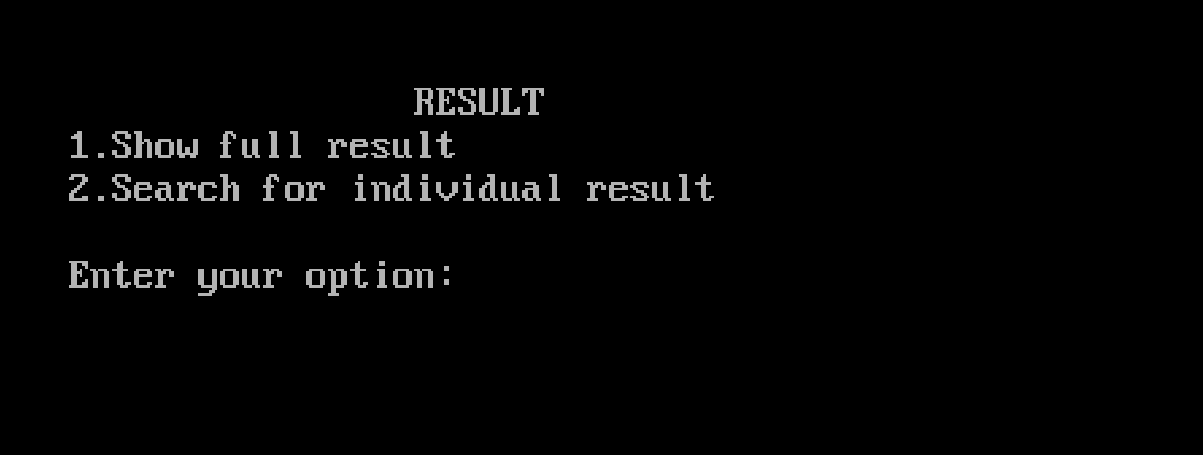 RESULT
1.Show full result
2.Search for individual result
Enter your option: